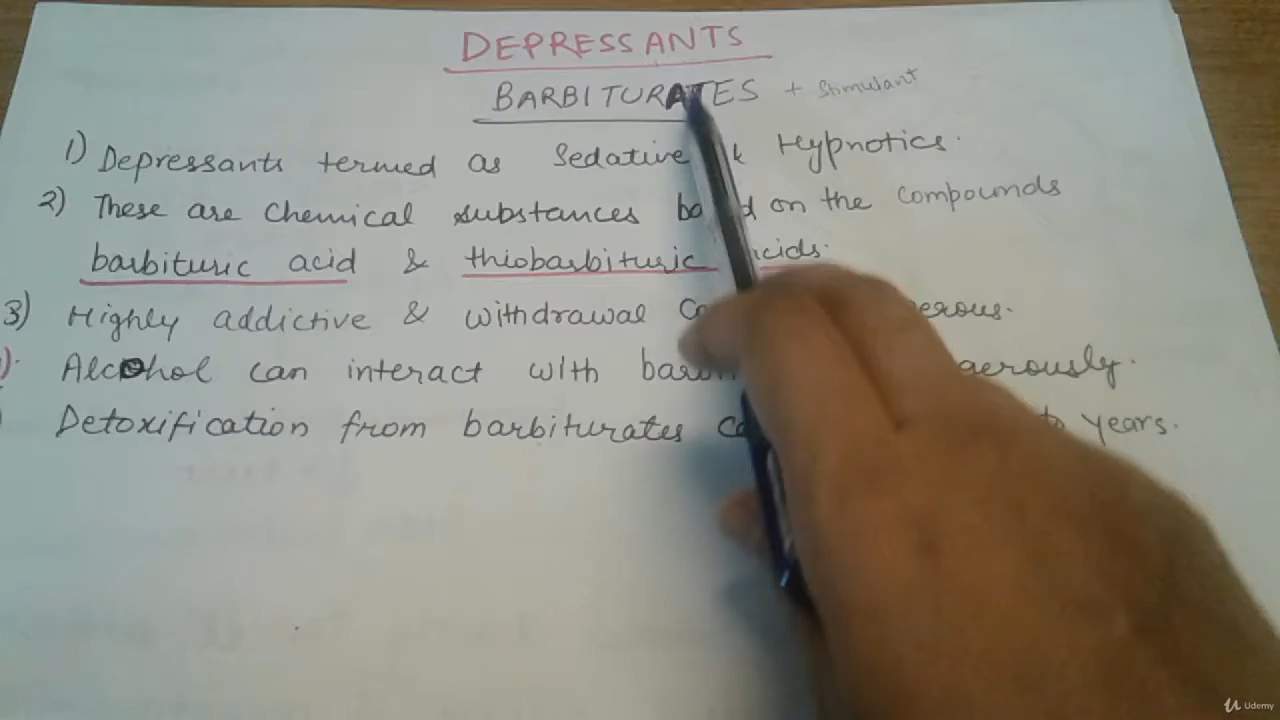 DEPRESSANTS
BARBITURATES + Stimulant
1) Depressants termed as Sedative & Hypnotics.
2) These are chemical substances on the compounds
barbituric acid & thiobarbituric acids.
3) Highly addictive & withdrawal
Alcohol can interact with
Detoxification from barbiturates years.
Udemy